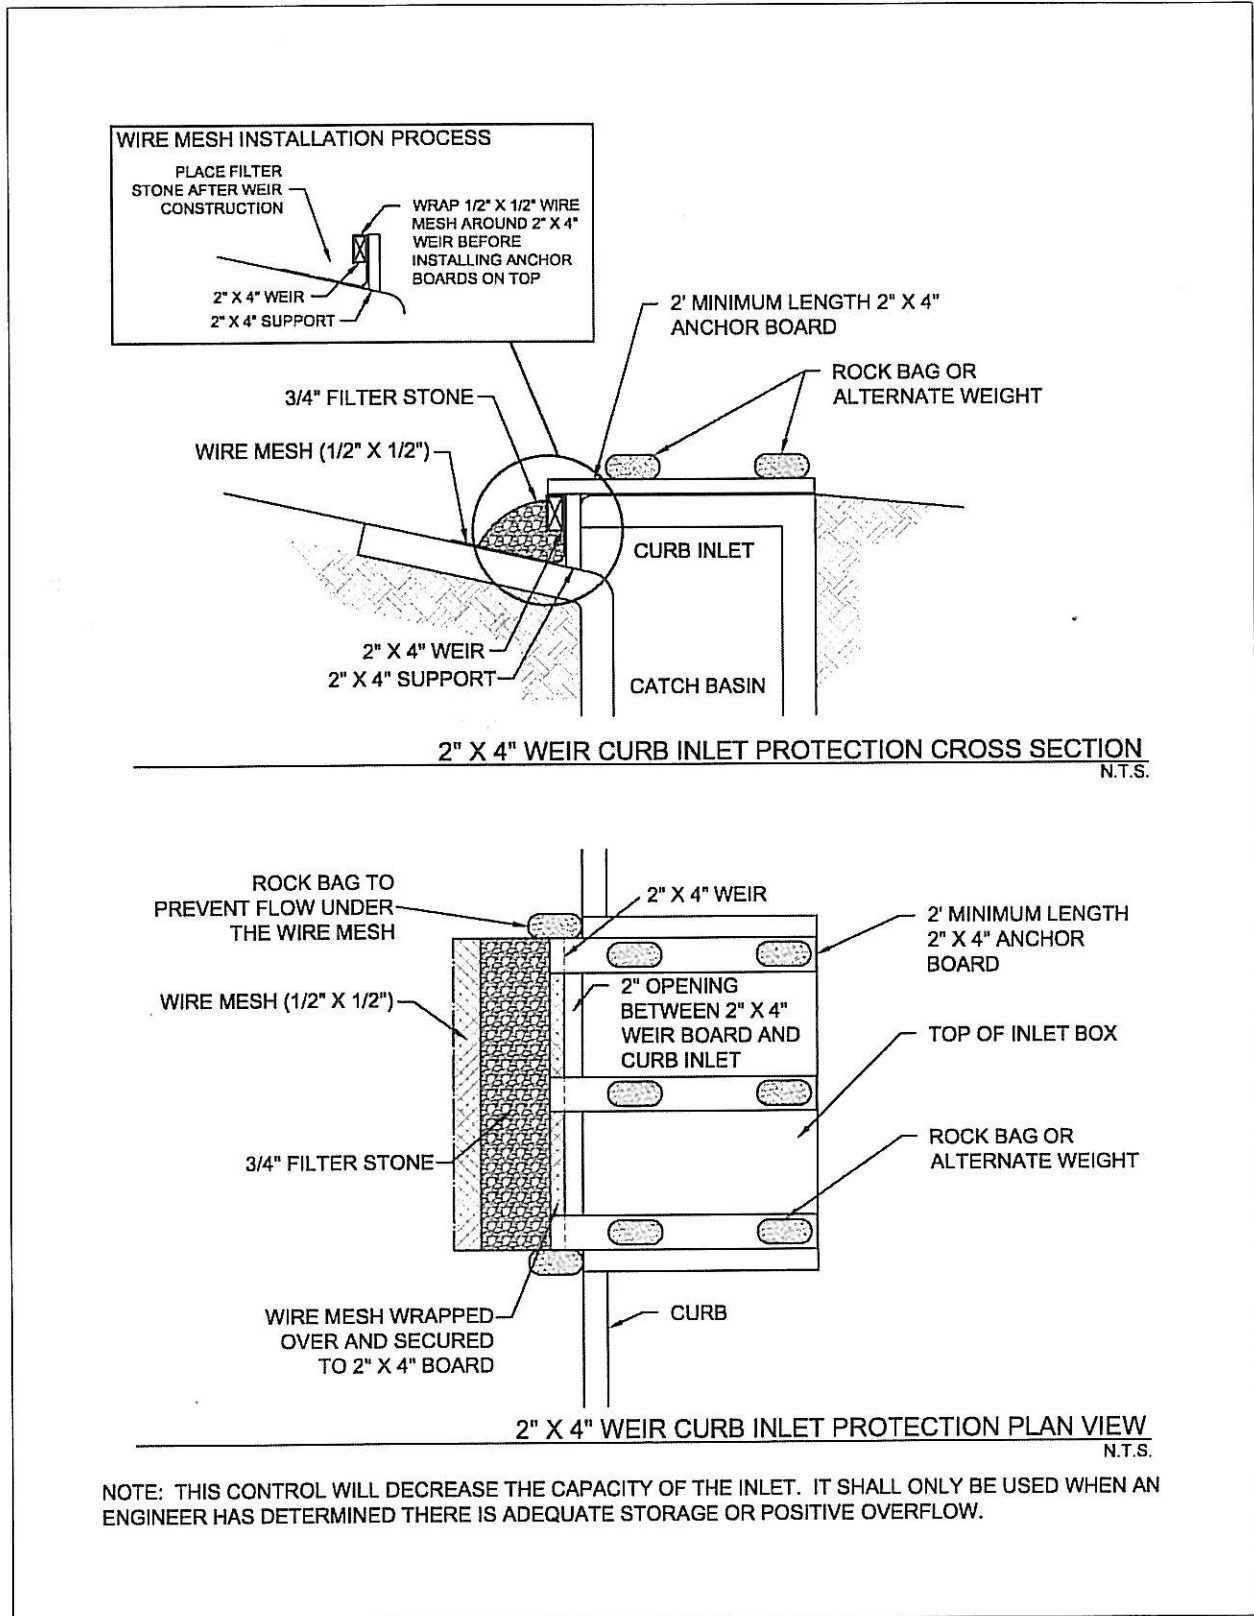 WIRE MESH INSTALLATION PROCESS
PLACE FILTER
STONE AFTER WEIR
CONSTRUCTION
WRAP 1/2" X 1/2" WIRE
MESH AROUND 2" X 4"
WEIR BEFORE
INSTALLING ANCHOR
BOARDS ON TOP
2" X 4" WEIR
2" X 4" SUPPORT
2' MINIMUM LENGTH 2" X 4"
ANCHOR BOARD
3/4" FILTER STONE
ROCK BAG OR
ALTERNATE WEIGHT
WIRE MESH (1/2" X 1/2")
CURB INLET
2" X 4" WEIR
2" X 4" SUPPORT
CATCH BASIN
2" X 4" WEIR CURB INLET PROTECTION CROSS SECTION
N.T.S.
ROCK BAG TO
PREVENT FLOW UNDER
THE WIRE MESH
2" X 4" WEIR
2' MINIMUM LENGTH
2" X 4" ANCHOR
BOARD
WIRE MESH (1/2" X 1/2")
2" OPENING
BETWEEN 2" X 4"
WEIR BOARD AND
CURB INLET
TOP OF INLET BOX
3/4" FILTER STONE
ROCK BAG OR
ALTERNATE WEIGHT
WIRE MESH WRAPPED
OVER AND SECURED
TO 2" X 4" BOARD
CURB
2" X 4" WEIR CURB INLET PROTECTION PLAN VIEW
N.T.S.
NOTE: THIS CONTROL WILL DECREASE THE CAPACITY OF THE INLET. IT SHALL ONLY BE USED WHEN AN
ENGINEER HAS DETERMINED THERE IS ADEQUATE STORAGE OR POSITIVE OVERFLOW.